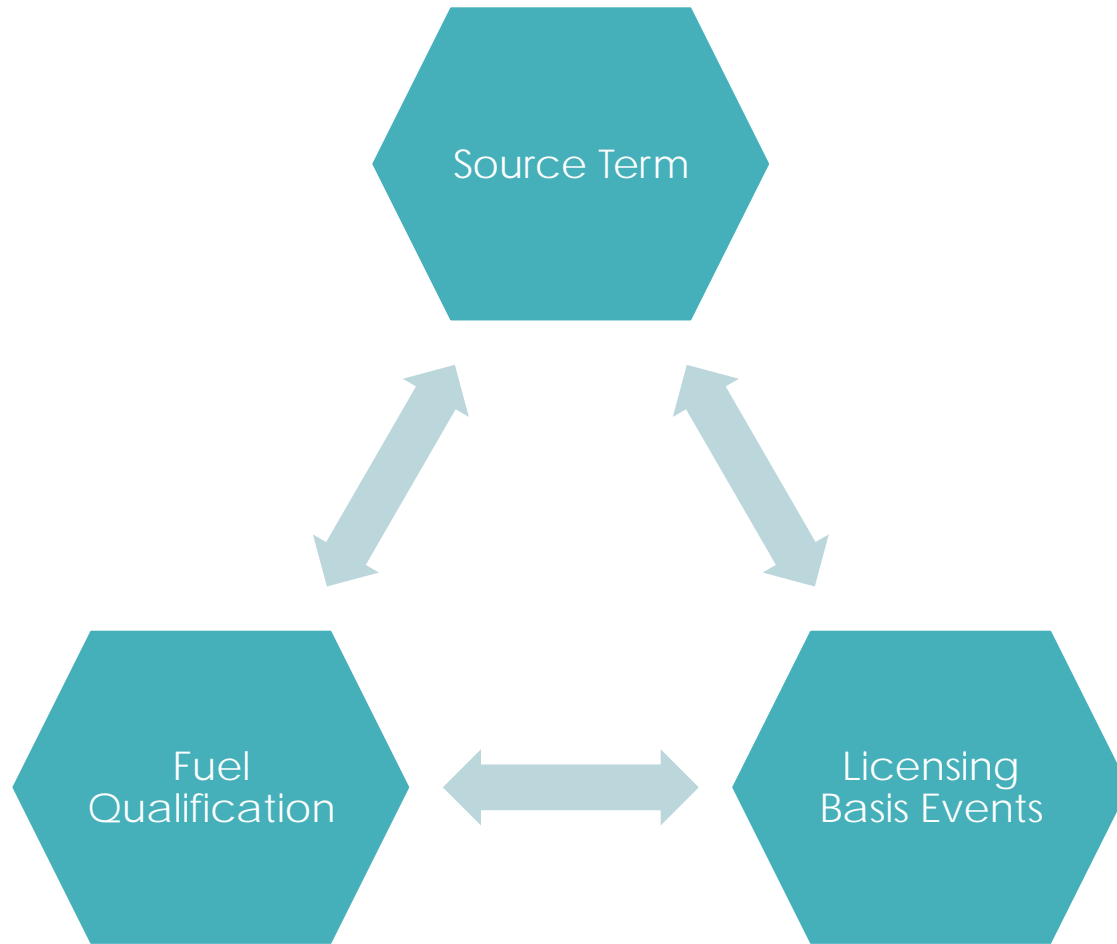 Source Term
Fuel
Qualification
Licensing
Basis Events